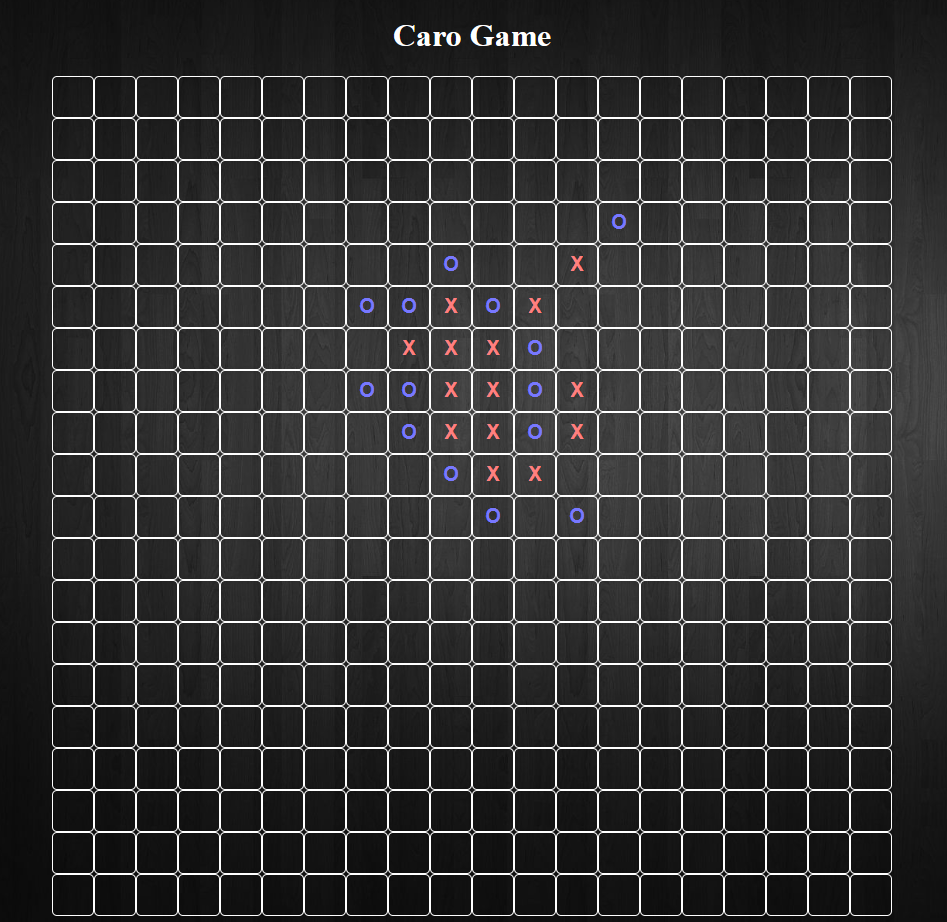 Caro Game
O
O X
O O X O X
X X X O
O O X X O X
O X X O X
O X X
O O